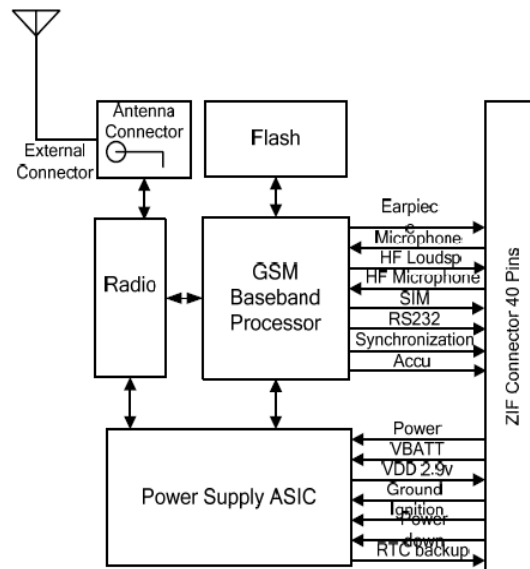 Antenna
Connector
External
Connector
Flash
Radio
GSM
Baseband
Processor
Earpiec
e
Microphone
HF Loudsp
HF Microphone
SIM
RS232
Synchronization
Accu
ZIF Connector 40 Pins
Power Supply ASIC
Power
VBATT
VDD 2.9v
Ground
Ignition
Power
down
RTC backup